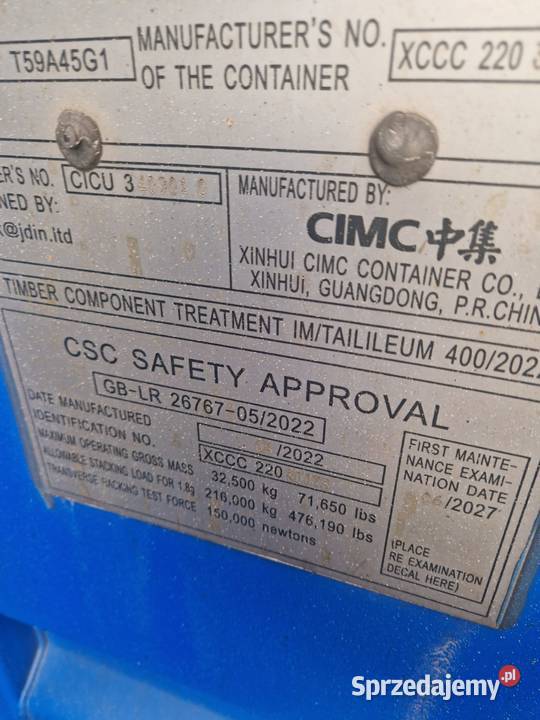 T59A45G1
MANUFACTURER'S NO.
OF THE CONTAINER
XCCC 220
ER'S NO. CICU 3
NED BY:
@jdin.ltd
MANUFACTURED BY:
CIMC 中集
XINHUI CIMC CONTAINER CO.,
XINHUI, GUANGDONG, P.R.CHIN
TIMBER COMPONENT TREATMENT IM/TAILILEUM 400/202
CSC SAFETY APPROVAL
GB-LR 26767-05/2022
DATE MANUFACTURED /2022
IDENTIFICATION NO. XCCC 220
MAXIMUM OPERATING GROSS MASS 32,500 kg 71,650 lbs
ALLOWABLE STACKING LOAD FOR 1.8g 216,000 kg 476,190 lbs
TRANSVERSE RACKING TEST FORCE 150,000 newtons
FIRST MAINTE-
NANCE EXAMI-
NATION DATE
06/2027
(PLACE
RE EXAMINATION
DECAL HERE)
Sprzedajemy.pl